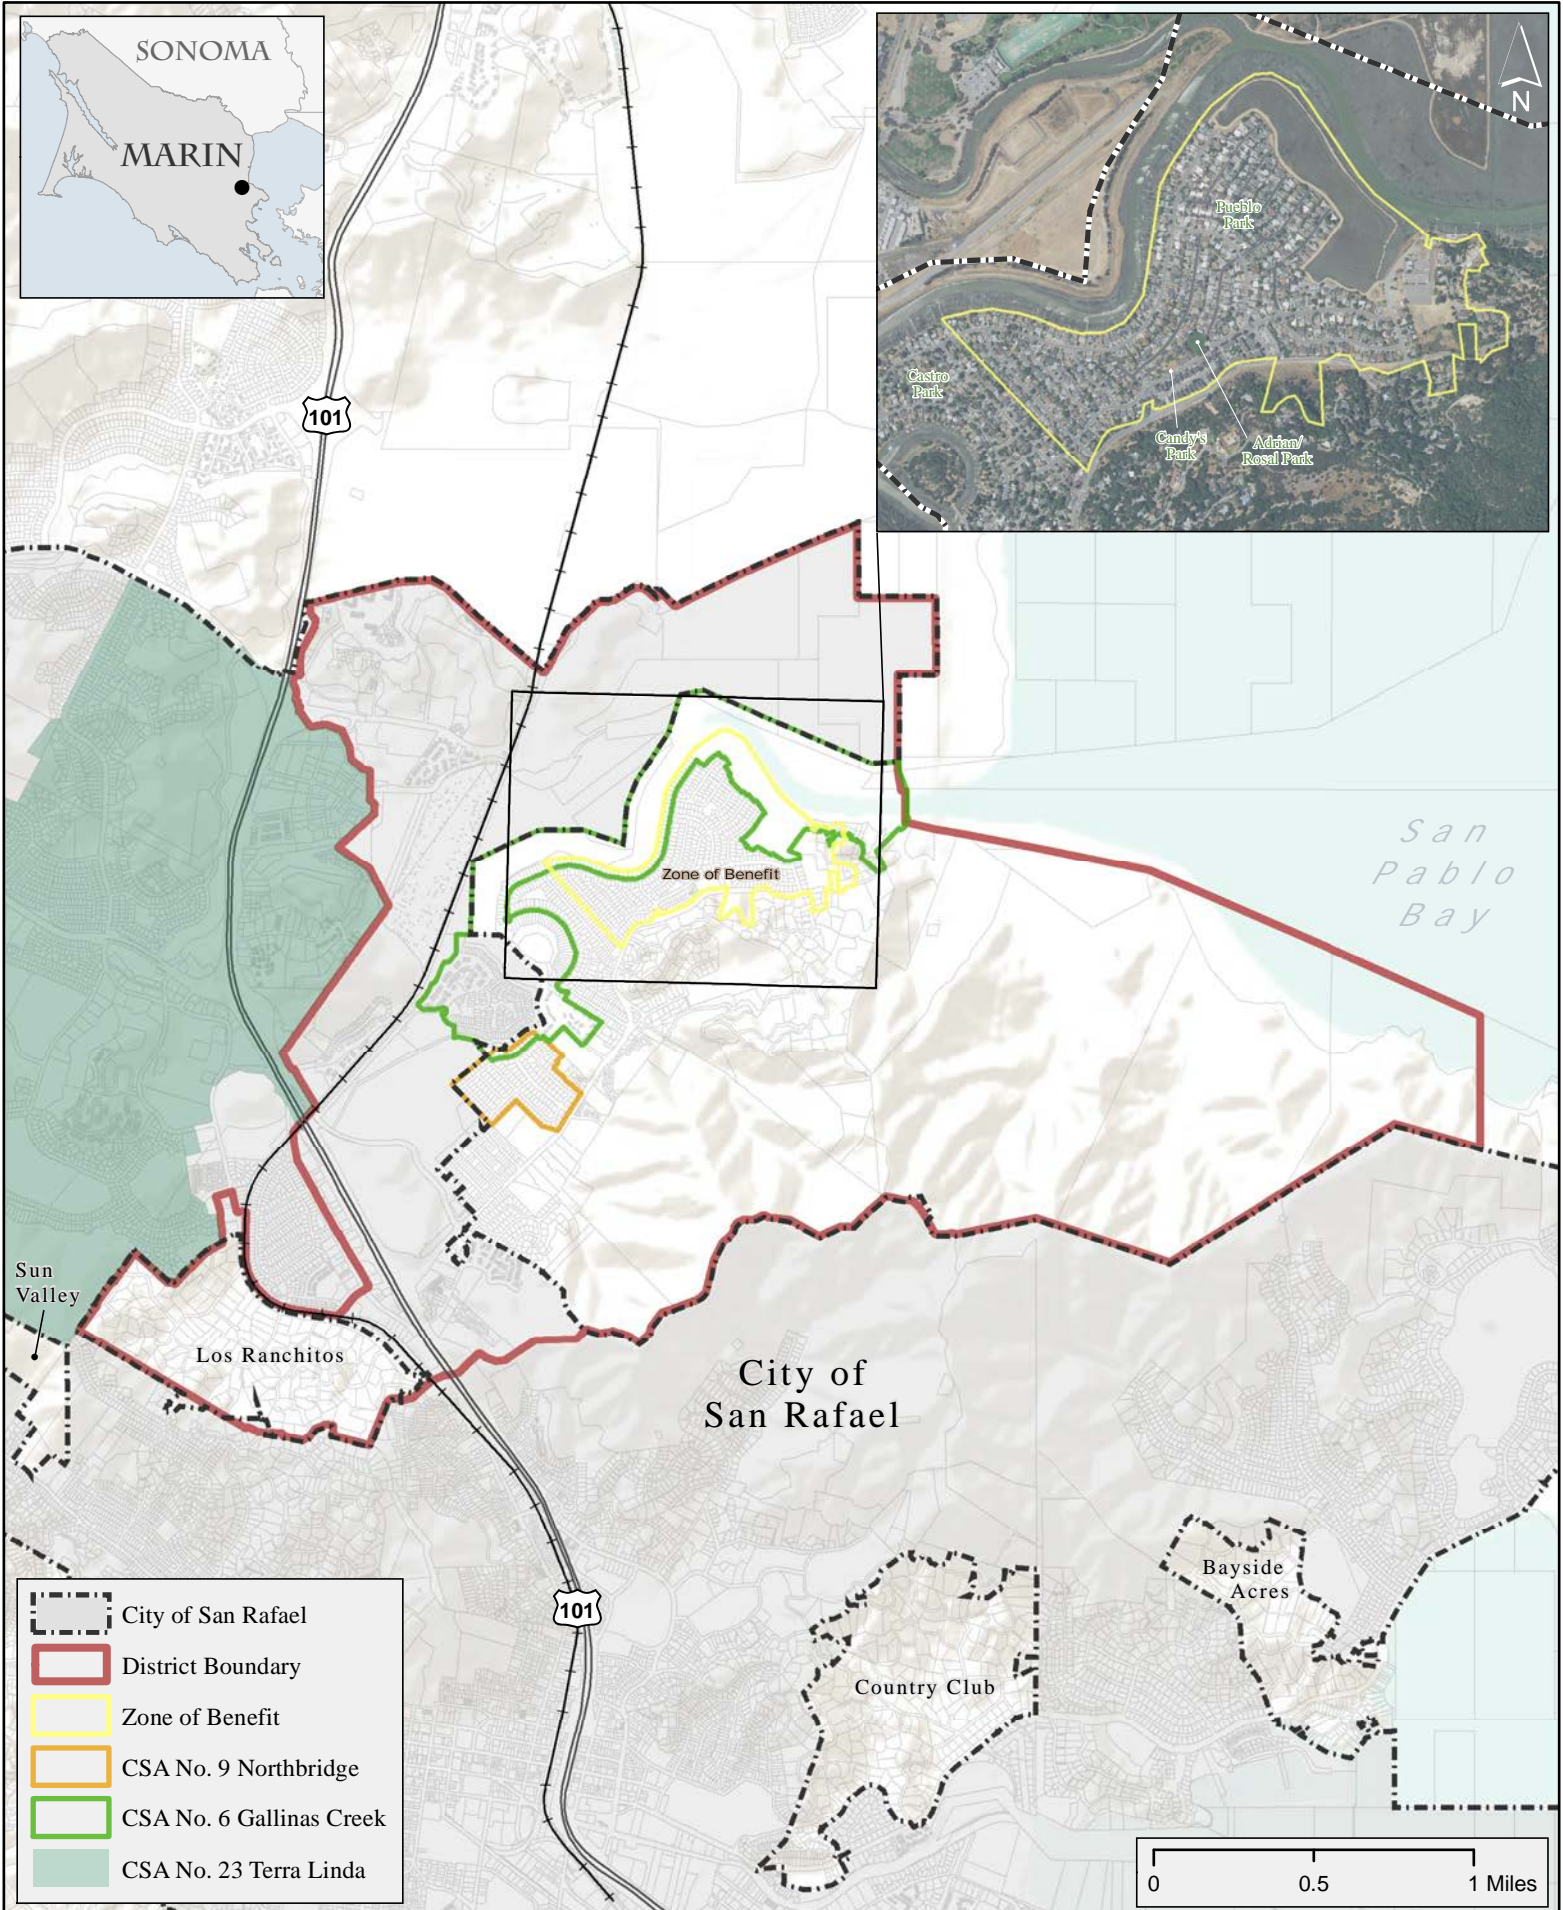 SONOMA
MARIN
N
Pueblo
Park
Castro
Park
Candy's
Park
Adrian/
Rosal Park
101
Zone of Benefit
San
Pablo
Bay
Sun
Valley
Los Ranchitos
City of
San Rafael
Bayside
Acres
Country Club
101
City of San Rafael
District Boundary
Zone of Benefit
CSA No. 9 Northbridge
CSA No. 6 Gallinas Creek
CSA No. 23 Terra Linda
0 0.5 1 Miles